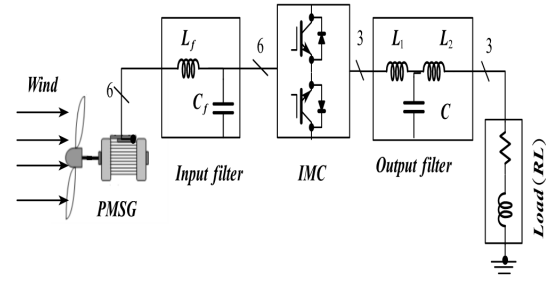 Wind
6
PMSG
L_f
C_f
Input filter
6
IMC
3
L_1
L_2
C
Output filter
3
Load (RL)